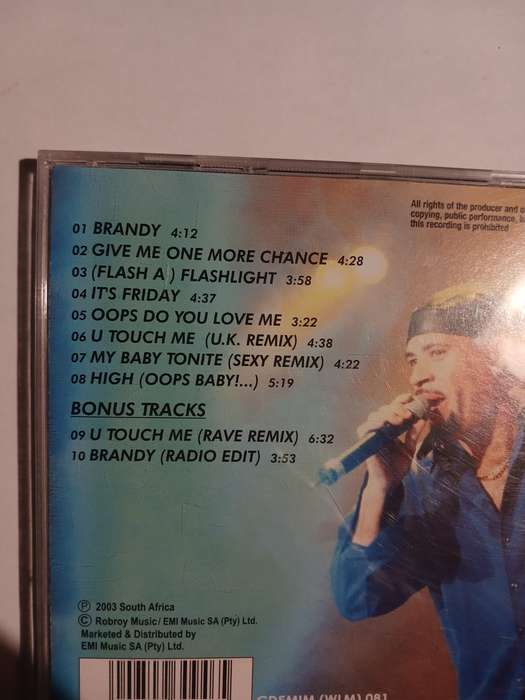 All rights of the producer and
copying, public performance,
this recording is prohibited
01 BRANDY 4:12
02 GIVE ME ONE MORE CHANCE 4:28
03 (FLASH A ) FLASHLIGHT 3:58
04 IT'S FRIDAY 4:37
05 OOPS DO YOU LOVE ME 3:22
06 U TOUCH ME (U.K. REMIX) 4:38
07 MY BABY TONITE (SEXY REMIX) 4:22
08 HIGH (OOPS BABY!...) 5:19
BONUS TRACKS
09 U TOUCH ME (RAVE REMIX) 6:32
10 BRANDY (RADIO EDIT) 3:53
Ⓟ 2003 South Africa
© Robroy Music/ EMI Music SA (Pty) Ltd.
Marketed & Distributed by
EMI Music SA (Pty) Ltd.
CDEMIM (WLM) 081